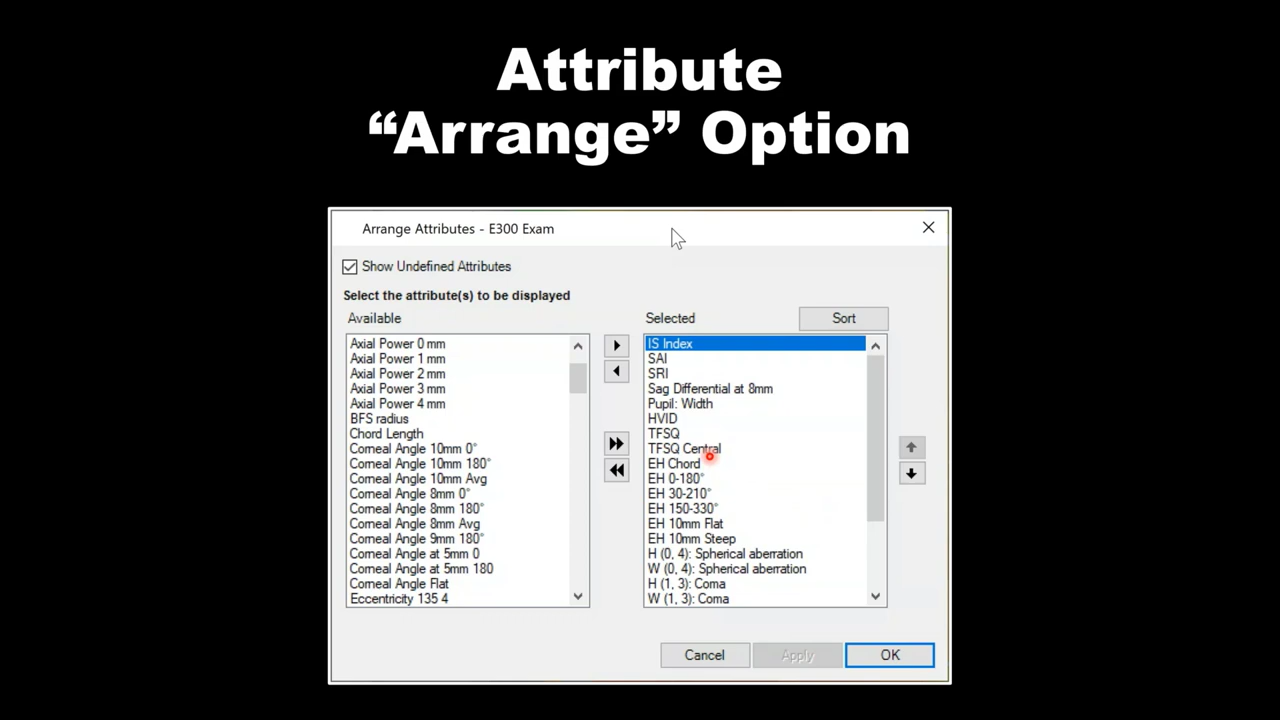 Attribute
“Arrange” Option
Arrange Attributes - E300 Exam
Show Undefined Attributes
Select the attribute(s) to be displayed
Available
Axial Power 0 mm
Axial Power 1 mm
Axial Power 2 mm
Axial Power 3 mm
Axial Power 4 mm
BFS radius
Chord Length
Corneal Angle 10mm 0°
Corneal Angle 10mm 180°
Corneal Angle 10mm Avg
Corneal Angle 8mm 0°
Corneal Angle 8mm 180°
Corneal Angle 8mm Avg
Corneal Angle 9mm 180°
Corneal Angle at 5mm 0
Corneal Angle at 5mm 180
Corneal Angle Flat
Eccentricity 135 4
Selected
Sort
IS Index
SAI
SRI
Sag Differential at 8mm
Pupil: Width
HVID
TFSQ
TFSQ Central
EH Chord
EH 0-180°
EH 30-210°
EH 150-330°
EH 10mm Flat
EH 10mm Steep
H (0, 4): Spherical aberration
W (0, 4): Spherical aberration
H (1, 3): Coma
W (1, 3): Coma
Cancel
Apply
OK